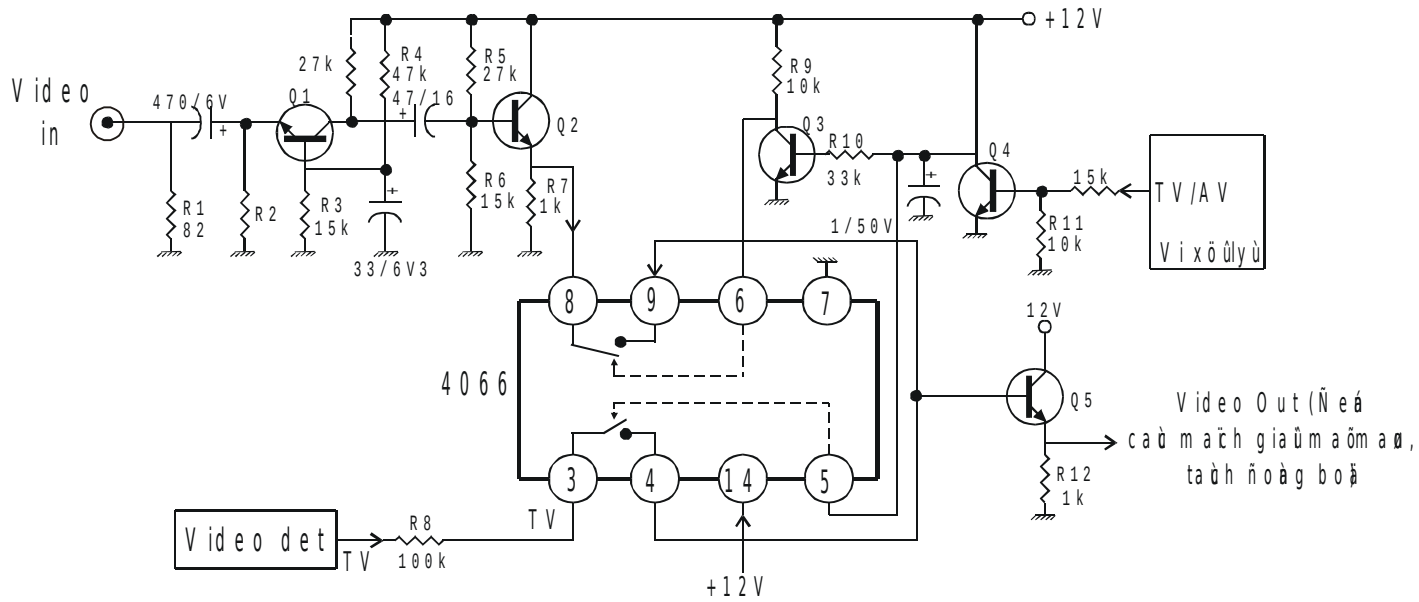 +12V
Video
in
470/6V
+
Q1
27k
R4
47k
47/16
+
R5
27k
Q2
R1
82
R2
R3
15k
+
33/6V3
R6
15k
R7
1k
R9
10k
Q3
R10
33k
+
1/50V
Q4
15k
R11
10k
TV/AV
Vixöûlyù
8
9
6
7
4066
3
4
14
5
TV
Video det
TV
R8
100k
+12V
12V
Q5
R12
1k
Video Out (Ñeá